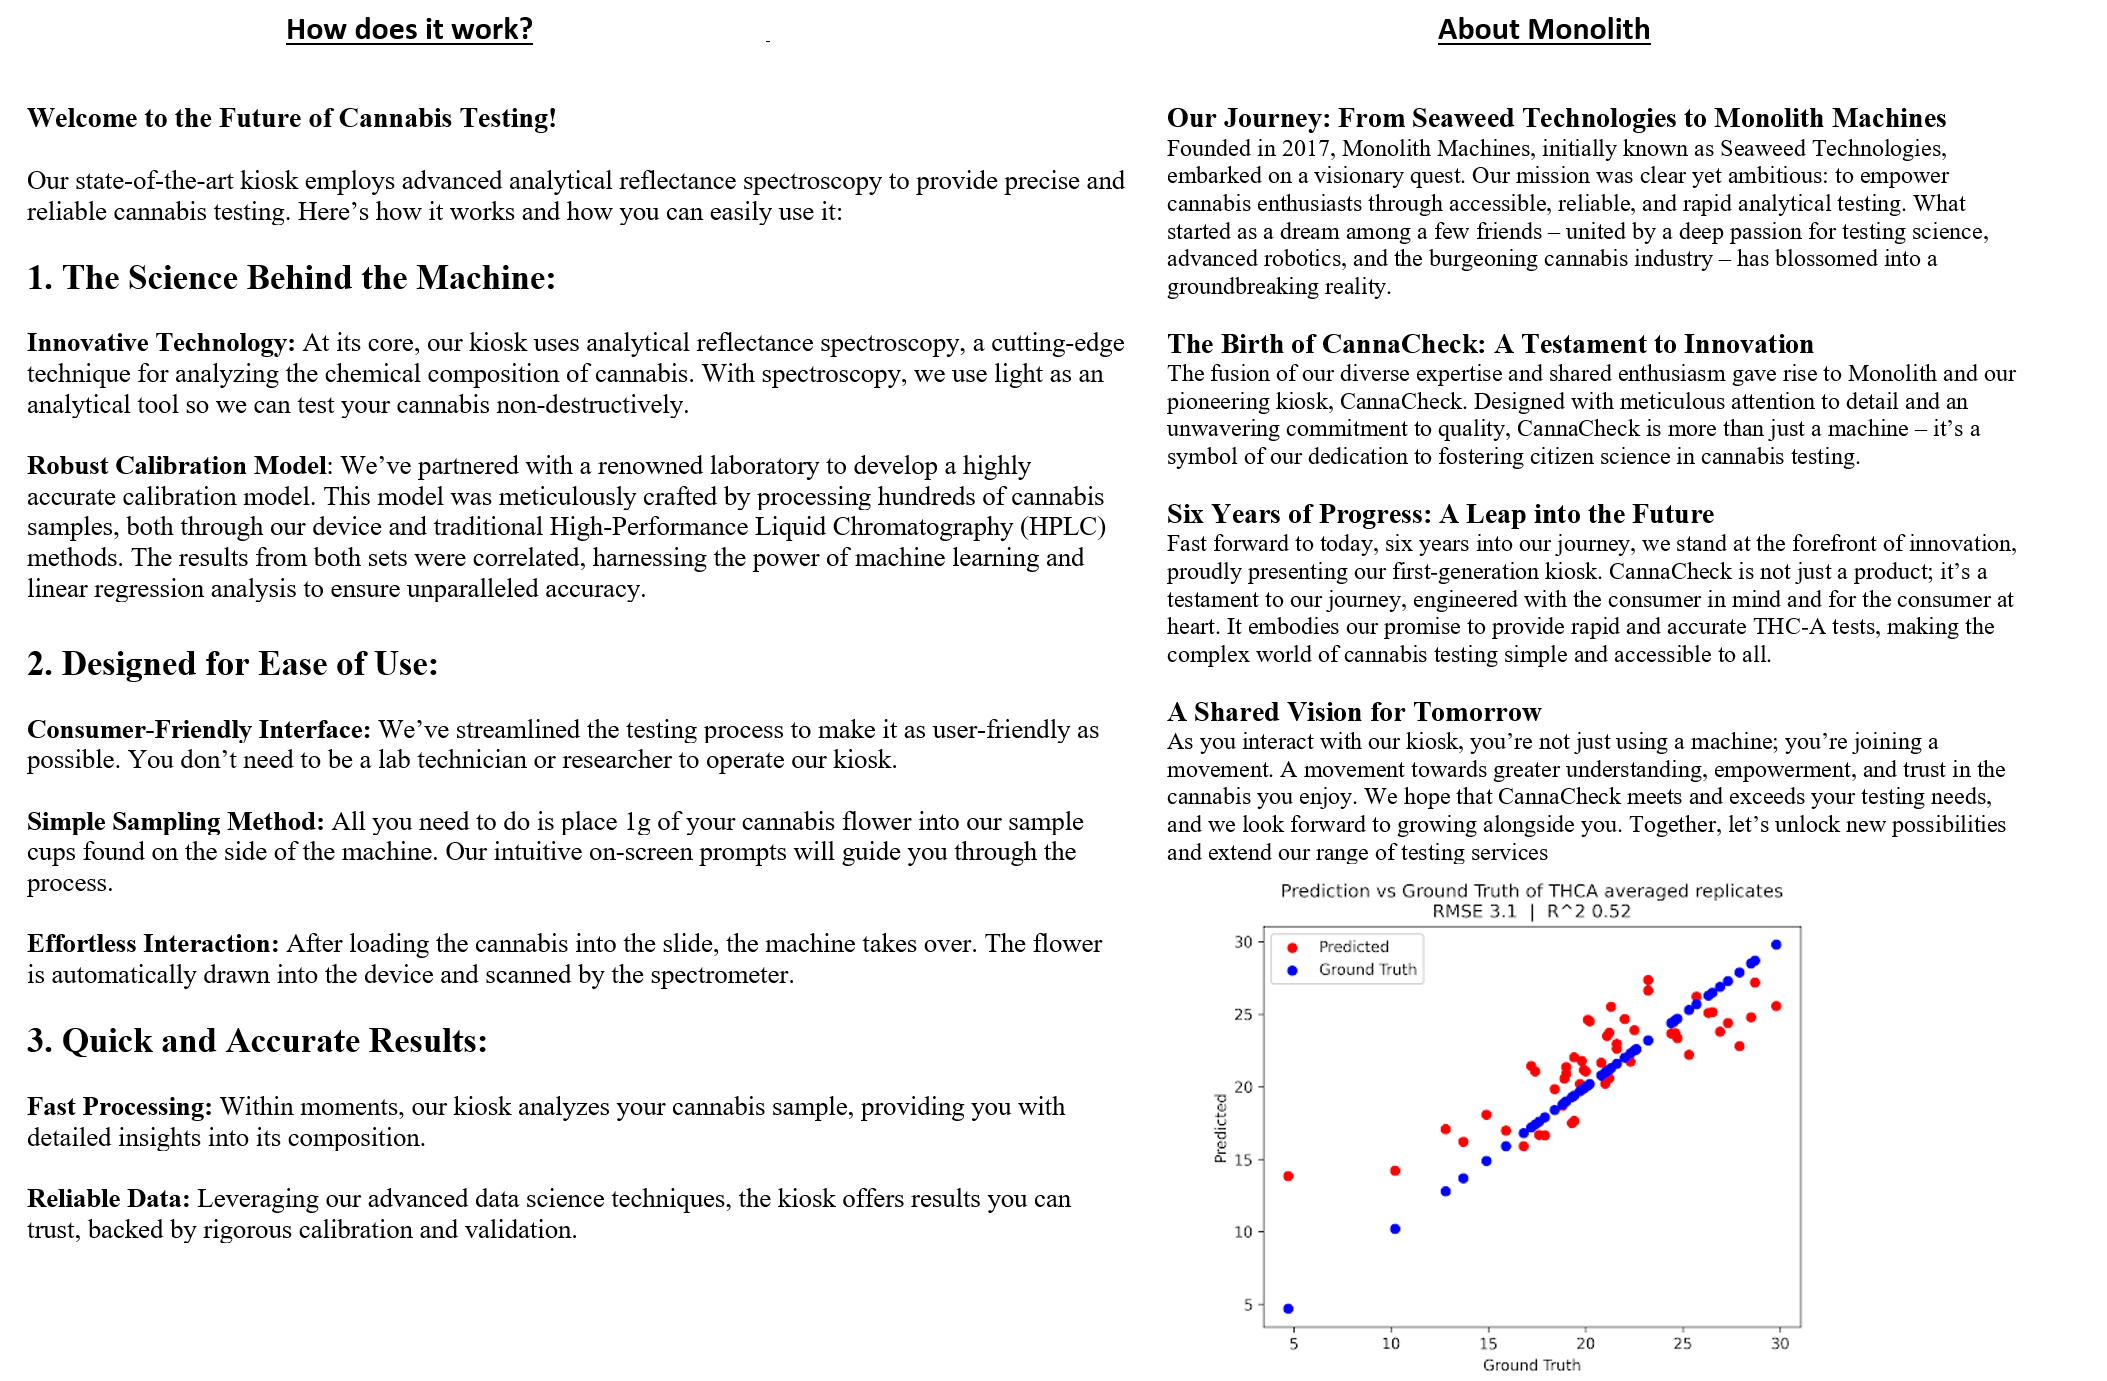 How does it work?
Welcome to the Future of Cannabis Testing!
Our state-of-the-art kiosk employs advanced analytical reflectance spectroscopy to provide precise and
reliable cannabis testing. Here’s how it works and how you can easily use it:
1. The Science Behind the Machine:
Innovative Technology: At its core, our kiosk uses analytical reflectance spectroscopy, a cutting-edge
technique for analyzing the chemical composition of cannabis. With spectroscopy, we use light as an
analytical tool so we can test your cannabis non-destructively.
Robust Calibration Model: We’ve partnered with a renowned laboratory to develop a highly
accurate calibration model. This model was meticulously crafted by processing hundreds of cannabis
samples, both through our device and traditional High-Performance Liquid Chromatography (HPLC)
methods. The results from both sets were correlated, harnessing the power of machine learning and
linear regression analysis to ensure unparalleled accuracy.
2. Designed for Ease of Use:
Consumer-Friendly Interface: We’ve streamlined the testing process to make it as user-friendly as
possible. You don’t need to be a lab technician or researcher to operate our kiosk.
Simple Sampling Method: All you need to do is place 1g of your cannabis flower into our sample
cups found on the side of the machine. Our intuitive on-screen prompts will guide you through the
process.
Effortless Interaction: After loading the cannabis into the slide, the machine takes over. The flower
is automatically drawn into the device and scanned by the spectrometer.
3. Quick and Accurate Results:
Fast Processing: Within moments, our kiosk analyzes your cannabis sample, providing you with
detailed insights into its composition.
Reliable Data: Leveraging our advanced data science techniques, the kiosk offers results you can
trust, backed by rigorous calibration and validation.
About Monolith
Our Journey: From Seaweed Technologies to Monolith Machines
Founded in 2017, Monolith Machines, initially known as Seaweed Technologies,
embarked on a visionary quest. Our mission was clear yet ambitious: to empower
cannabis enthusiasts through accessible, reliable, and rapid analytical testing. What
started as a dream among a few friends – united by a deep passion for testing science,
advanced robotics, and the burgeoning cannabis industry – has blossomed into a
groundbreaking reality.
The Birth of CannaCheck: A Testament to Innovation
The fusion of our diverse expertise and shared enthusiasm gave rise to Monolith and our
pioneering kiosk, CannaCheck. Designed with meticulous attention to detail and an
unwavering commitment to quality, CannaCheck is more than just a machine – it’s a
symbol of our dedication to fostering citizen science in cannabis testing.
Six Years of Progress: A Leap into the Future
Fast forward to today, six years into our journey, we stand at the forefront of innovation,
proudly presenting our first-generation kiosk. CannaCheck is not just a product; it’s a
testament to our journey, engineered with the consumer in mind and for the consumer at
heart. It embodies our promise to provide rapid and accurate THC-A tests, making the
complex world of cannabis testing simple and accessible to all.
A Shared Vision for Tomorrow
As you interact with our kiosk, you’re not just using a machine; you’re joining a
movement. A movement towards greater understanding, empowerment, and trust in the
cannabis you enjoy. We hope that CannaCheck meets and exceeds your testing needs,
and we look forward to growing alongside you. Together, let’s unlock new possibilities
and extend our range of testing services
Prediction vs Ground Truth of THCA averaged replicates
RMSE 3.1 | R^2 0.52
Predicted
Ground Truth
30
25
20
15
10
5
Predicted
5 10 15 20 25 30
Ground Truth